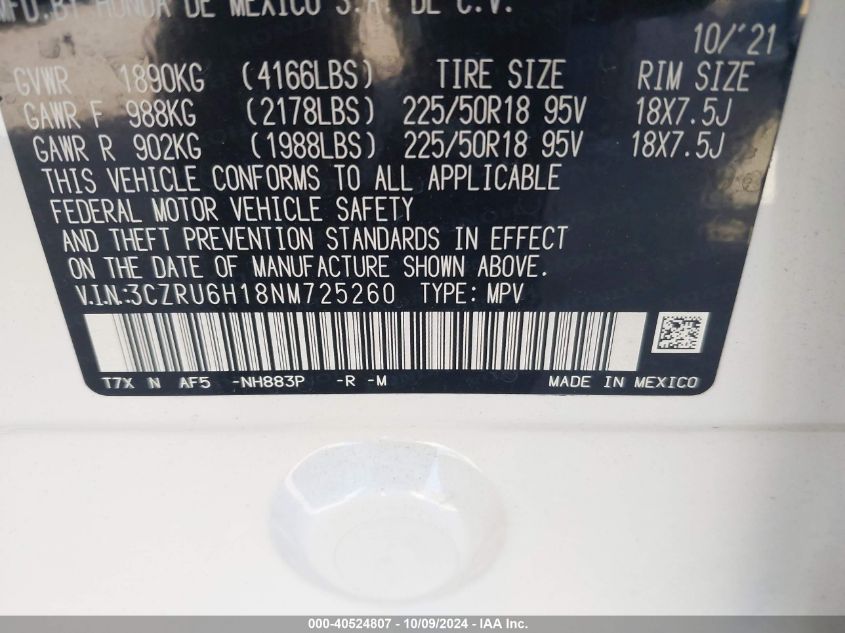 MFD. BY HONDA DE MEXICO S.A. DE C.V.
10/'21
GVWR 1890KG (4166LBS) TIRE SIZE RIM SIZE
GAWR F 988KG (2178LBS) 225/50R18 95V 18X7.5J
GAWR R 902KG (1988LBS) 225/50R18 95V 18X7.5J
THIS VEHICLE CONFORMS TO ALL APPLICABLE
FEDERAL MOTOR VEHICLE SAFETY
AND THEFT PREVENTION STANDARDS IN EFFECT
ON THE DATE OF MANUFACTURE SHOWN ABOVE.
V.I.N.:3CZRU6H18NM725260 TYPE: MPV
T7X N AF5 -NH883P -R -M MADE IN MEXICO
000-40524807 - 10/09/2024 - IAA Inc.